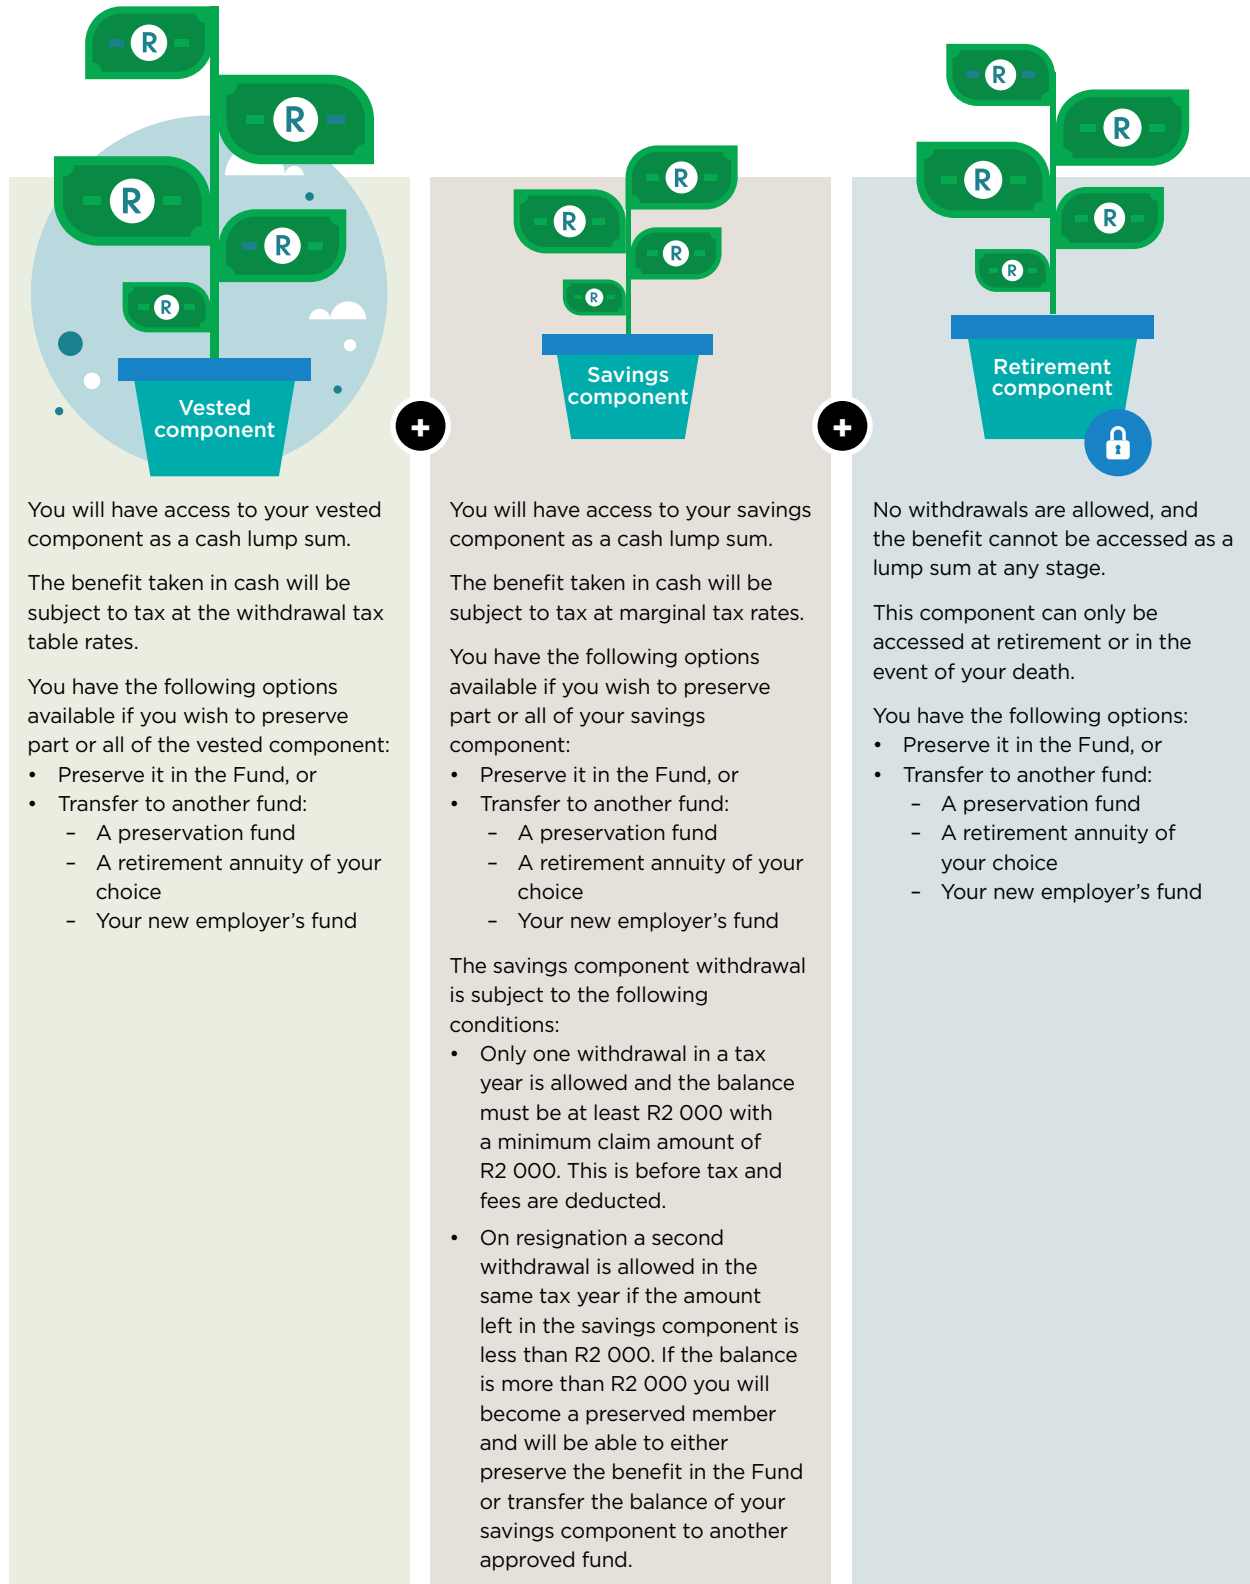 R
R
R
R
R
Vested
component
You will have access to your vested
component as a cash lump sum.
The benefit taken in cash will be
subject to tax at the withdrawal tax
table rates.
You have the following options
available if you wish to preserve
part or all of the vested component:
• Preserve it in the Fund, or
• Transfer to another fund:
– A preservation fund
– A retirement annuity of your
choice
– Your new employer’s fund
+
R
R
R
R
Savings
component
You will have access to your savings
component as a cash lump sum.
The benefit taken in cash will be
subject to tax at marginal tax rates.
You have the following options
available if you wish to preserve
part or all of your savings
component:
• Preserve it in the Fund, or
• Transfer to another fund:
– A preservation fund
– A retirement annuity of your
choice
– Your new employer’s fund
The savings component withdrawal
is subject to the following
conditions:
• Only one withdrawal in a tax
year is allowed and the balance
must be at least R2 000 with
a minimum claim amount of
R2 000. This is before tax and
fees are deducted.
• On resignation a second
withdrawal is allowed in the
same tax year if the amount
left in the savings component is
less than R2 000. If the balance
is more than R2 000 you will
become a preserved member
and will be able to either
preserve the benefit in the Fund
or transfer the balance of your
savings component to another
approved fund.
+
R
R
R
R
R
Retirement
component
No withdrawals are allowed, and
the benefit cannot be accessed as a
lump sum at any stage.
This component can only be
accessed at retirement or in the
event of your death.
You have the following options:
• Preserve it in the Fund, or
• Transfer to another fund:
– A preservation fund
– A retirement annuity of
your choice
– Your new employer’s fund